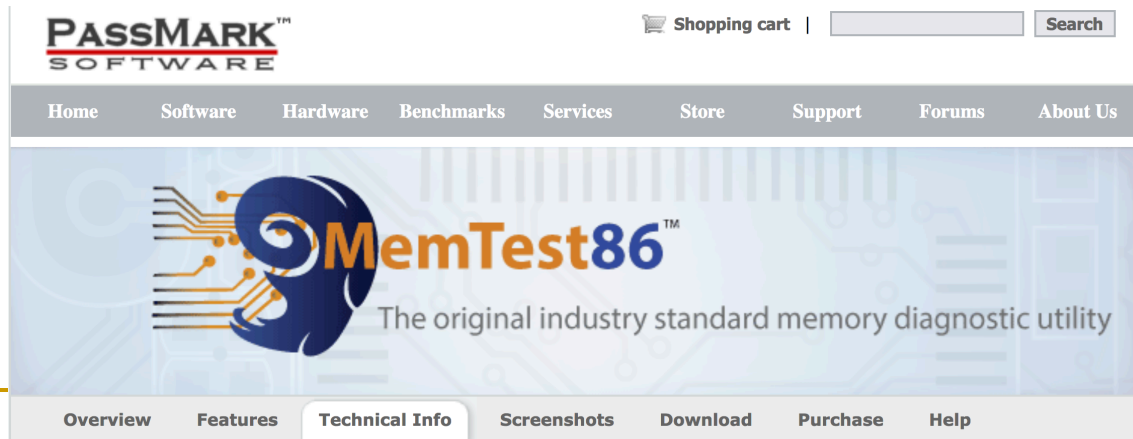 PASSMARK™
SOFTWARE
Shopping cart | Search
Home Software Hardware Benchmarks Services Store Support Forums About Us
MemTest86™
The original industry standard memory diagnostic utility
Overview Features Technical Info Screenshots Download Purchase Help